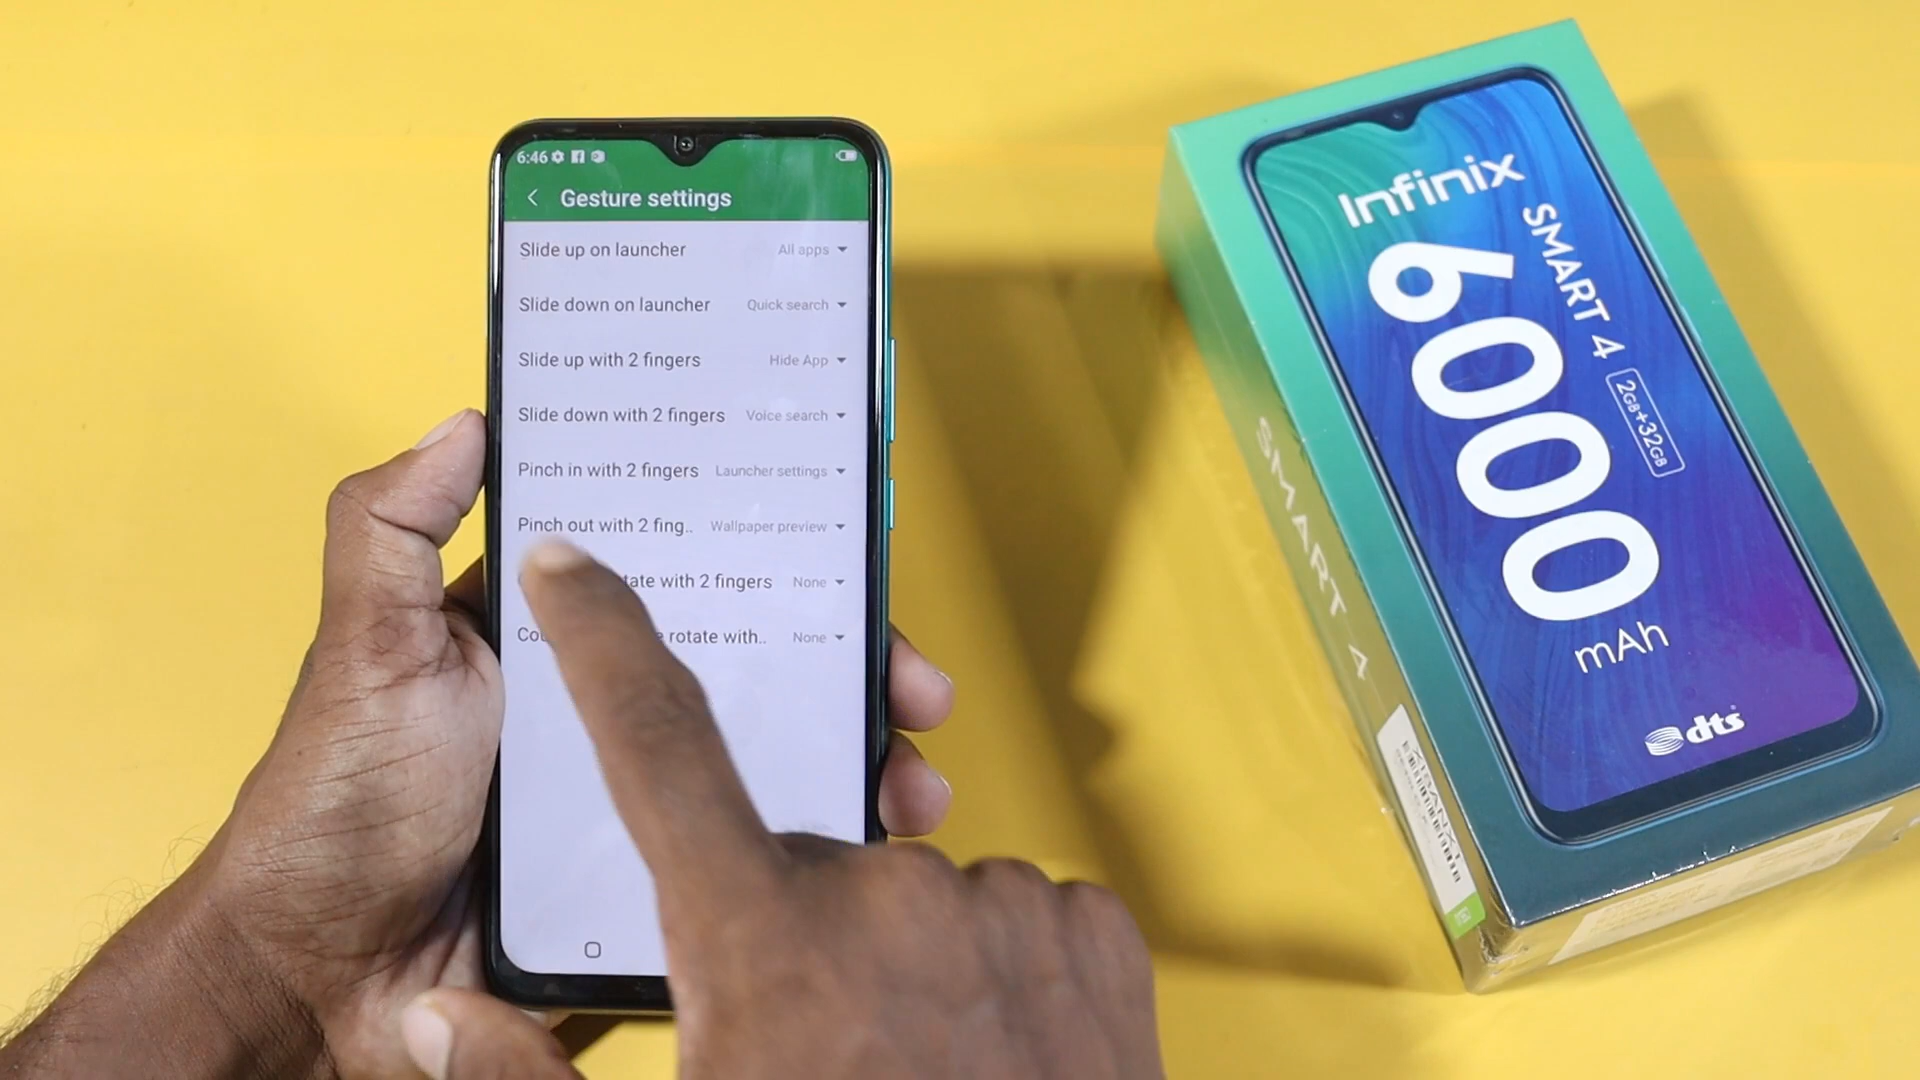 6:46
Gesture settings
Slide up on launcher All apps
Slide down on launcher Quick search
Slide up with 2 fingers Hide App
Slide down with 2 fingers Voice search
Pinch in with 2 fingers Launcher settings
Pinch out with 2 fing.. Wallpaper preview
tate with 2 fingers None
Cou e rotate with.. None
Infinix
SMART 4
2GB+32GB
6000
mAh
dts
SMART 4